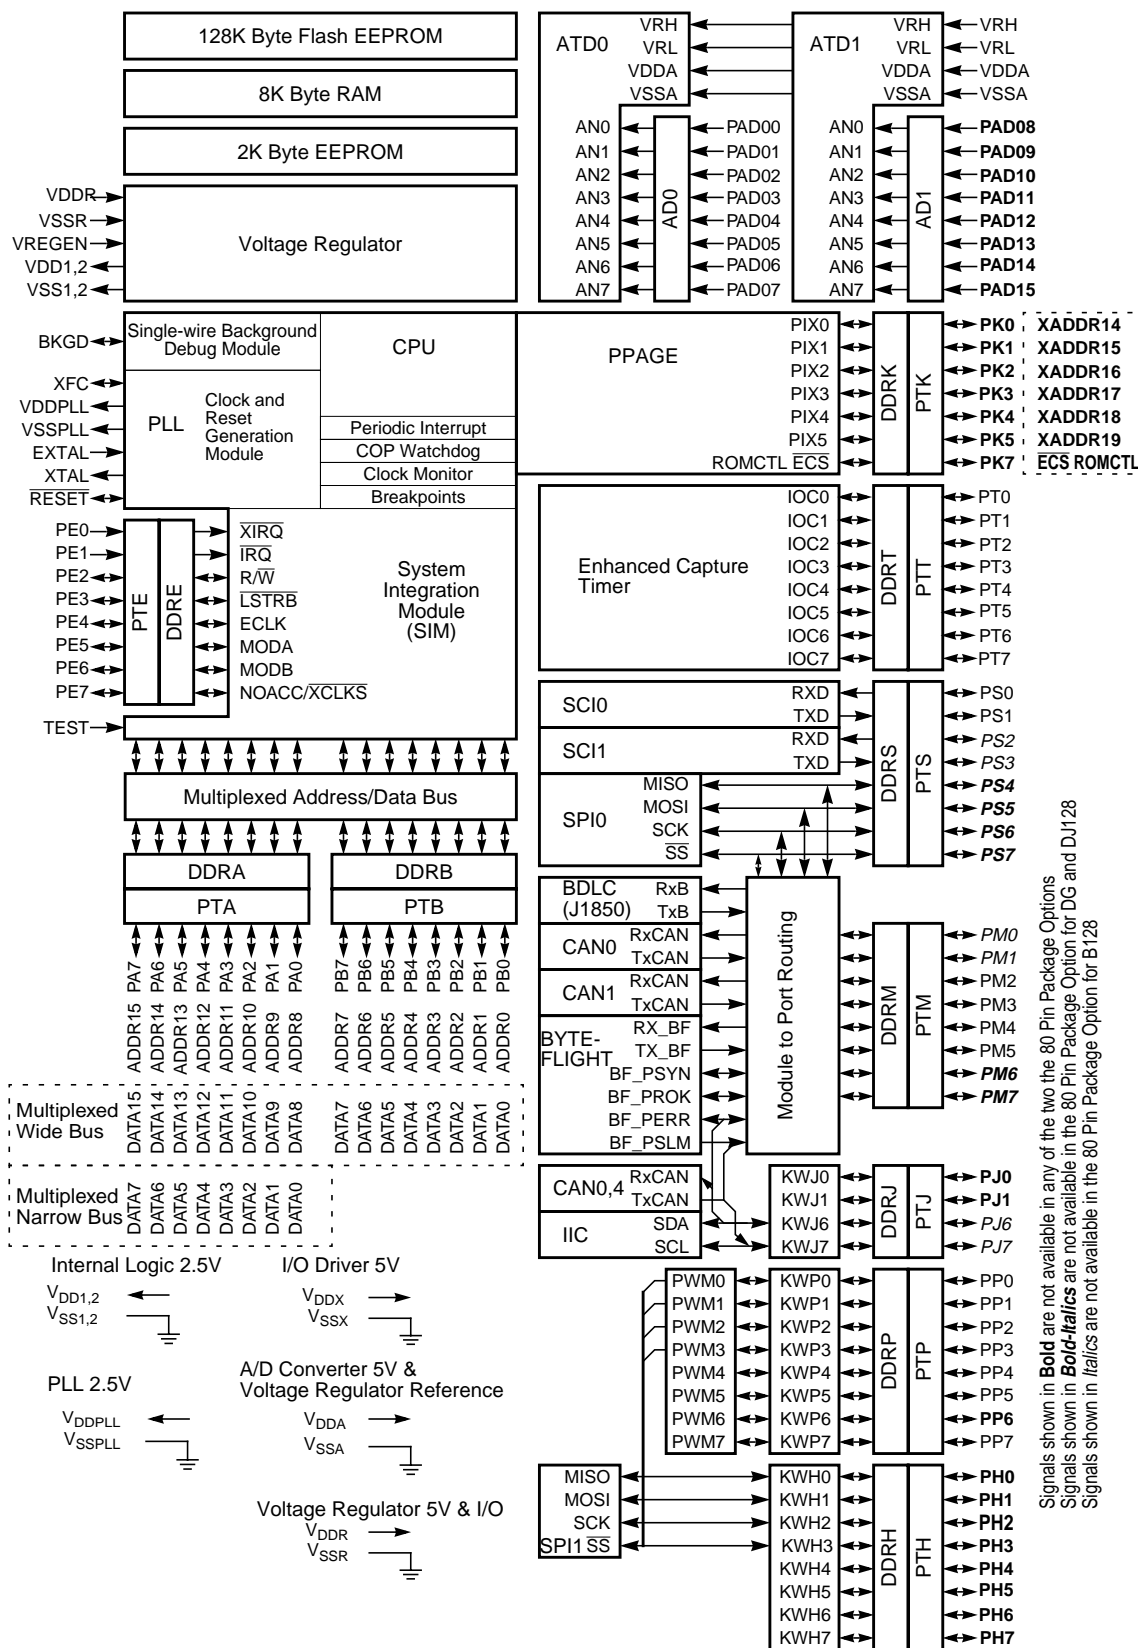 128K Byte Flash EEPROM
8K Byte RAM
2K Byte EEPROM
VDDR
VSSR
VREGEN
VDD1,2
VSS1,2
Voltage Regulator
ATD0
VRH
VRL
VDDA
VSSA
AN0
AN1
AN2
AN3
AN4
AN5
AN6
AN7
AD0
PAD00
PAD01
PAD02
PAD03
PAD04
PAD05
PAD06
PAD07
ATD1
VRH
VRL
VDDA
VSSA
VRH
VRL
VDDA
VSSA
AN0
AN1
AN2
AN3
AN4
AN5
AN6
AN7
AD1
PAD08
PAD09
PAD10
PAD11
PAD12
PAD13
PAD14
PAD15
BKGD
XFC
VDDPLL
VSSPLL
EXTAL
XTAL
RESET
Single-wire Background
Debug Module
CPU
PLL
Clock and
Reset
Generation
Module
Periodic Interrupt
COP Watchdog
Clock Monitor
Breakpoints
PPAGE
PIX0
PIX1
PIX2
PIX3
PIX4
PIX5
ROMCTL ECS
DDRK
PTK
PK0 XADDR14
PK1 XADDR15
PK2 XADDR16
PK3 XADDR17
PK4 XADDR18
PK5 XADDR19
PK7 ECS ROMCTL
PE0
PE1
PE2
PE3
PE4
PE5
PE6
PE7
TEST
PTE
DDRE
XIRQ
IRQ
R/W
LSTRB
ECLK
MODA
MODB
NOACC/XCLKS
System
Integration
Module
(SIM)
Enhanced Capture
Timer
IOC0
IOC1
IOC2
IOC3
IOC4
IOC5
IOC6
IOC7
DDRT
PTT
PT0
PT1
PT2
PT3
PT4
PT5
PT6
PT7
SCI0
RXD
TXD
SCI1
RXD
TXD
SPI0
MISO
MOSI
SCK
SS
DDRS
PTS
PS0
PS1
PS2
PS3
PS4
PS5
PS6
PS7
Multiplexed Address/Data Bus
DDRA
PTA
DDRB
PTB
PA7
PA6
PA5
PA4
PA3
PA2
PA1
PA0
PB7
PB6
PB5
PB4
PB3
PB2
PB1
PB0
ADDR15
ADDR14
ADDR13
ADDR12
ADDR11
ADDR10
ADDR9
ADDR8
ADDR7
ADDR6
ADDR5
ADDR4
ADDR3
ADDR2
ADDR1
ADDR0
Multiplexed
Wide Bus
DATA15
DATA14
DATA13
DATA12
DATA11
DATA10
DATA9
DATA8
DATA7
DATA6
DATA5
DATA4
DATA3
DATA2
DATA1
DATA0
Multiplexed
Narrow Bus
DATA7
DATA6
DATA5
DATA4
DATA3
DATA2
DATA1
DATA0
BDLC
(J1850)
RxB
TxB
CAN0
RxCAN
TxCAN
CAN1
RxCAN
TxCAN
BYTE-
FLIGHT
RX_BF
TX_BF
BF_PSYN
BF_PROK
BF_PERR
BF_PSLM
Module to Port Routing
DDRM
PTM
PM0
PM1
PM2
PM3
PM4
PM5
PM6
PM7
CAN0,4
RxCAN
TxCAN
IIC
SDA
SCL
KWJ0
KWJ1
KWJ6
KWJ7
DDRJ
PTJ
PJ0
PJ1
PJ6
PJ7
Internal Logic 2.5V
VDD1,2
VSS1,2
I/O Driver 5V
VDDX
VSSX
PLL 2.5V
VDDPLL
VSSPLL
A/D Converter 5V &
Voltage Regulator Reference
VDDA
VSSA
Voltage Regulator 5V & I/O
VDDR
VSSR
PWM0
PWM1
PWM2
PWM3
PWM4
PWM5
PWM6
PWM7
KWP0
KWP1
KWP2
KWP3
KWP4
KWP5
KWP6
KWP7
DDRP
PTP
PP0
PP1
PP2
PP3
PP4
PP5
PP6
PP7
MISO
MOSI
SCK
SPI1 SS
KWH0
KWH1
KWH2
KWH3
KWH4
KWH5
KWH6
KWH7
DDRH
PTH
PH0
PH1
PH2
PH3
PH4
PH5
PH6
PH7
Signals shown in Bold are not available in any of the two the 80 Pin Package Options
Signals shown in Bold-Italics are not available in the 80 Pin Package Option for DG and DJ128
Signals shown in Italics are not available in the 80 Pin Package Option for B128